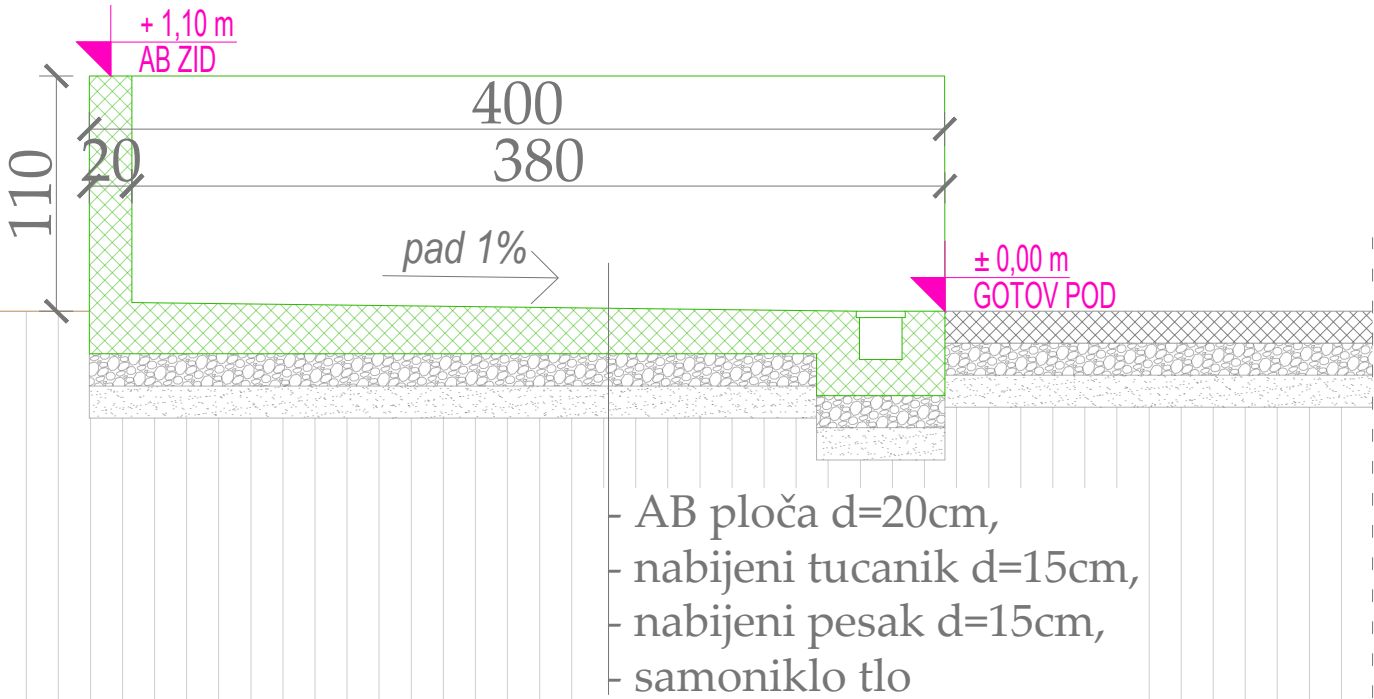 + 1,10 m
AB ZID
400
20
380
110
pad 1%
± 0,00 m
GOTOV POD
- AB ploča d=20cm,
- nabijeni tucanik d=15cm,
- nabijeni pesak d=15cm,
- samoniklo tlo